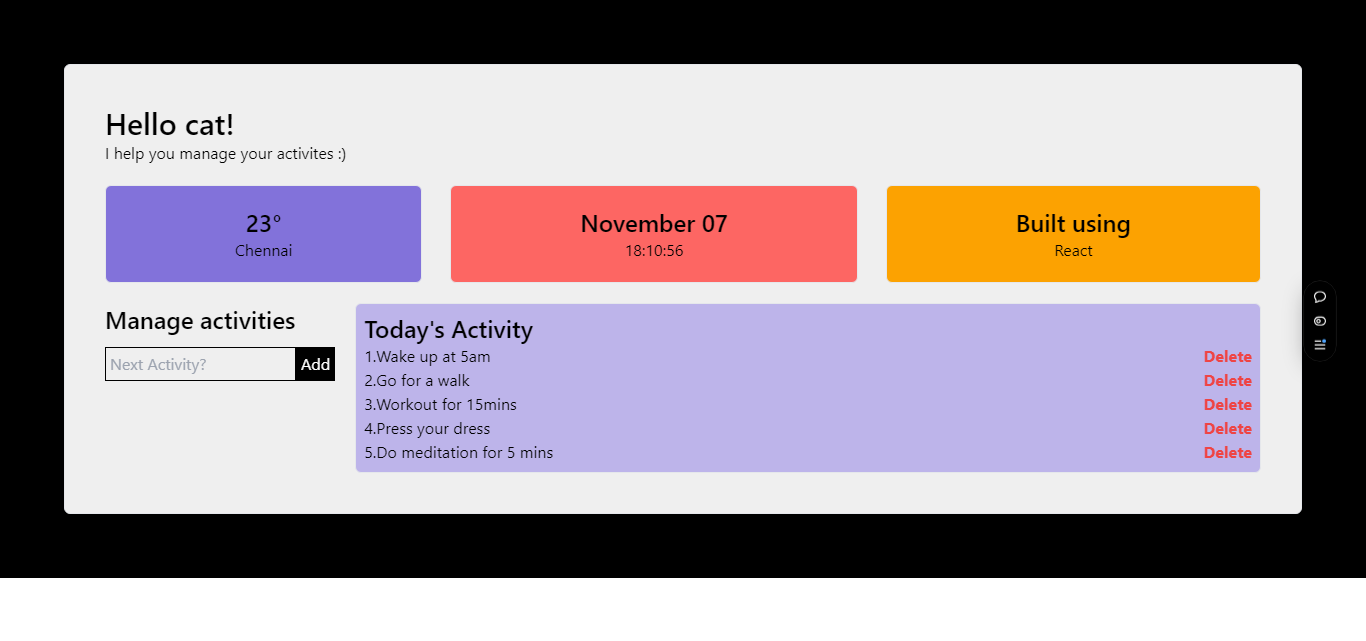 Hello cat!
I help you manage your activites :)
23°
Chennai
November 07
18:10:56
Built using
React
Manage activities
Next Activity?
Add
Today's Activity
1.Wake up at 5am Delete
2.Go for a walk Delete
3.Workout for 15mins Delete
4.Press your dress Delete
5.Do meditation for 5 mins Delete